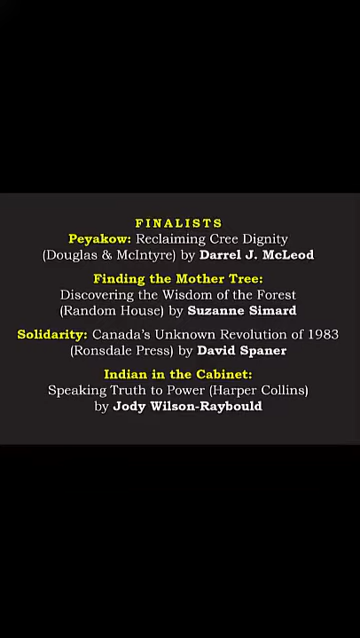 FINALISTS
Peyakow: Reclaiming Cree Dignity
(Douglas & McIntyre) by Darrel J. McLeod
Finding the Mother Tree:
Discovering the Wisdom of the Forest
(Random House) by Suzanne Simard
Solidarity: Canada's Unknown Revolution of 1983
(Ronsdale Press) by David Spaner
Indian in the Cabinet:
Speaking Truth to Power (Harper Collins)
by Jody Wilson-Raybould